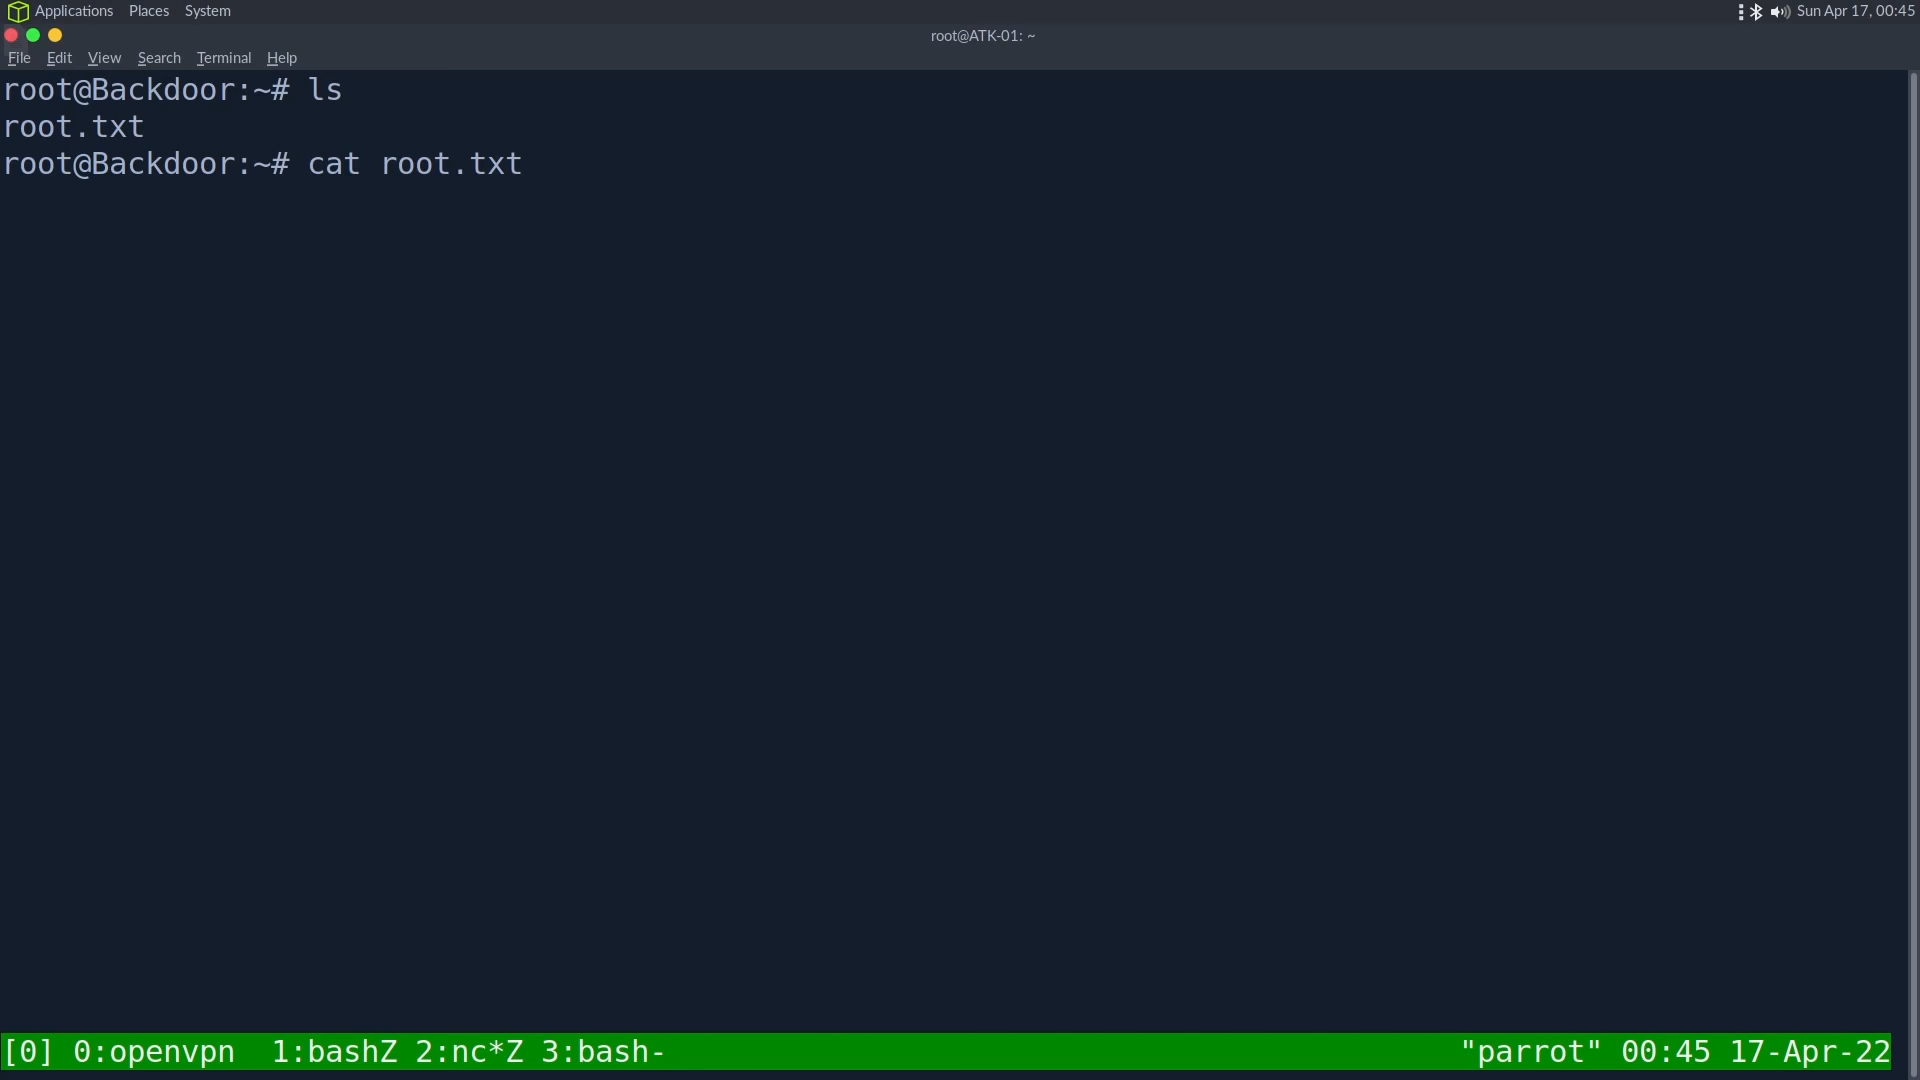 Applications Places System Sun Apr 17, 00:45
root@ATK-01: ~
File Edit View Search Terminal Help
root@Backdoor:~# ls
root.txt
root@Backdoor:~# cat root.txt
[0] 0:openvpn  1:bashZ 2:nc*Z 3:bash- "parrot" 00:45 17-Apr-22